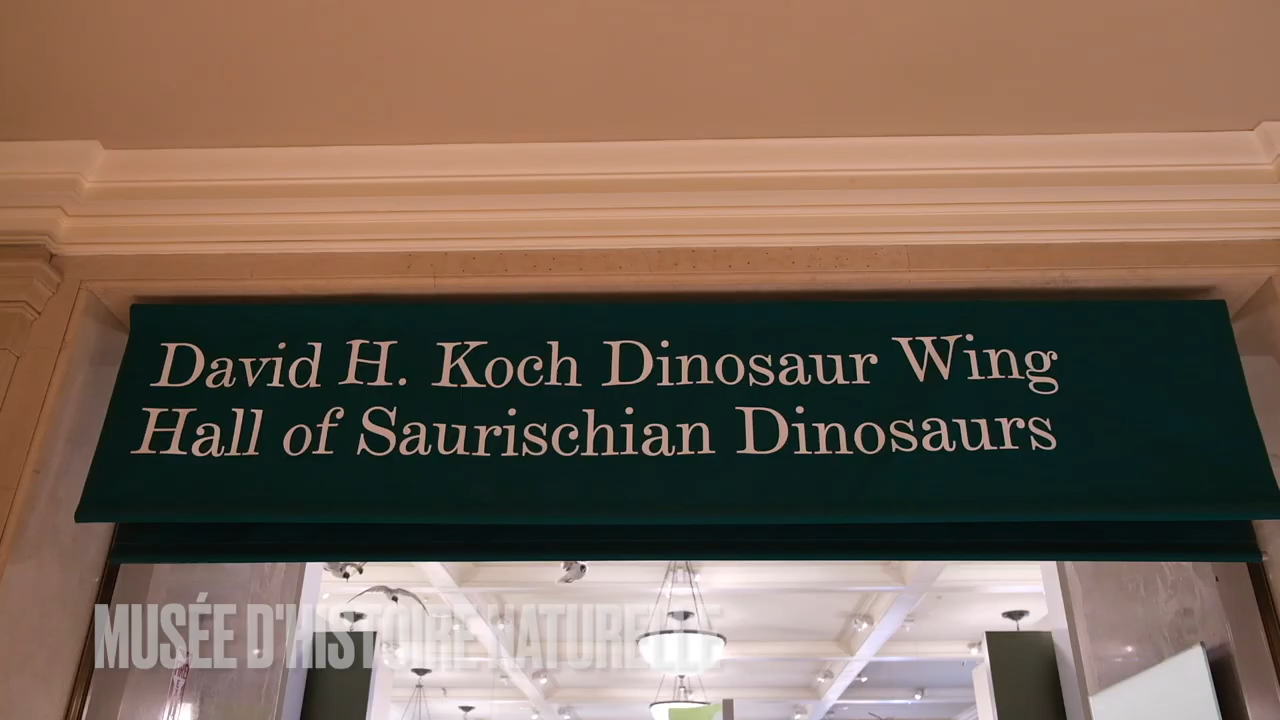 David H. Koch Dinosaur Wing
Hall of Saurischian Dinosaurs
MUSÉE D'HISTOIRE NATURELLE